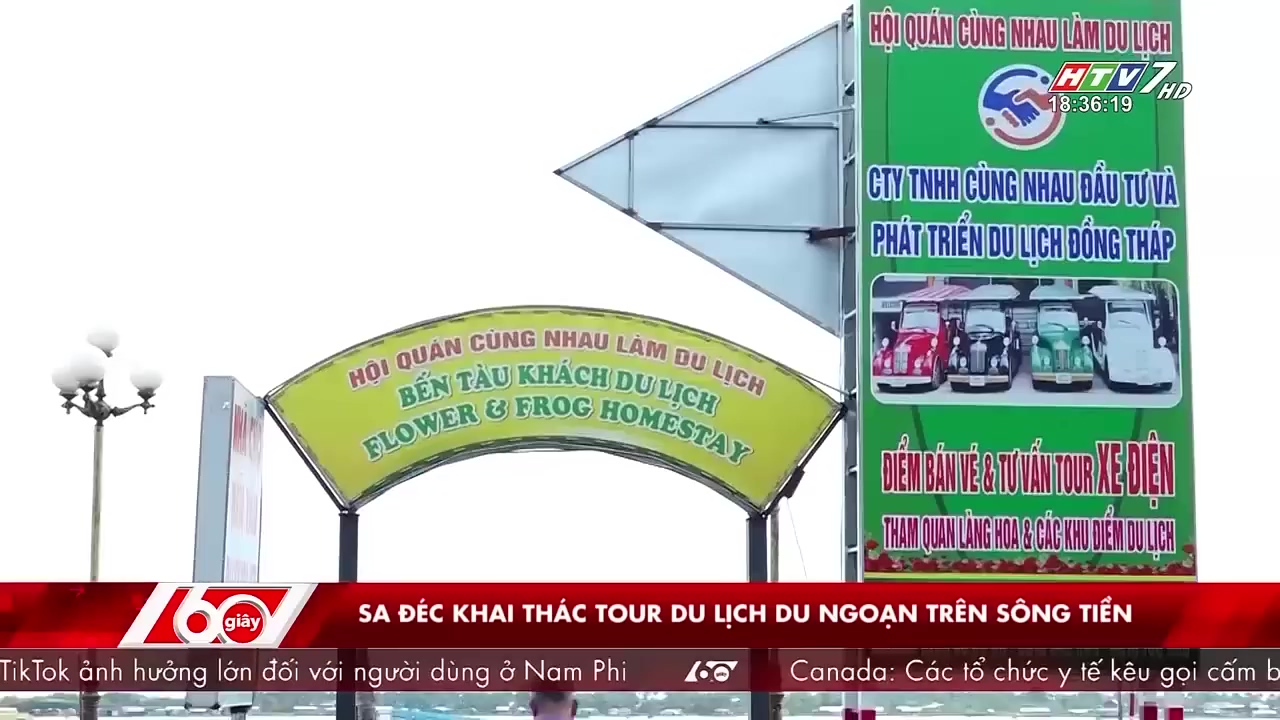 HỘI QUÁN CÙNG NHAU LÀM DU LỊCH
HTV7 HD
18:36:19
CTY TNHH CÙNG NHAU ĐẦU TƯ VÀ
PHÁT TRIỂN DU LỊCH ĐỒNG THÁP
HỘI QUÁN CÙNG NHAU LÀM DU LỊCH
BẾN TÀU KHÁCH DU LỊCH
FLOWER & FROG HOMESTAY
ĐIỂM BÁN VÉ & TƯ VẤN TOUR XE ĐIỆN
THAM QUAN LÀNG HOA & CÁC KHU ĐIỂM DU LỊCH
60 giây
SA ĐÉC KHAI THÁC TOUR DU LỊCH DU NGOẠN TRÊN SÔNG TIỀN
TikTok ảnh hưởng lớn đối với người dùng ở Nam Phi 60 giây Canada: Các tổ chức y tế kêu gọi cấm b